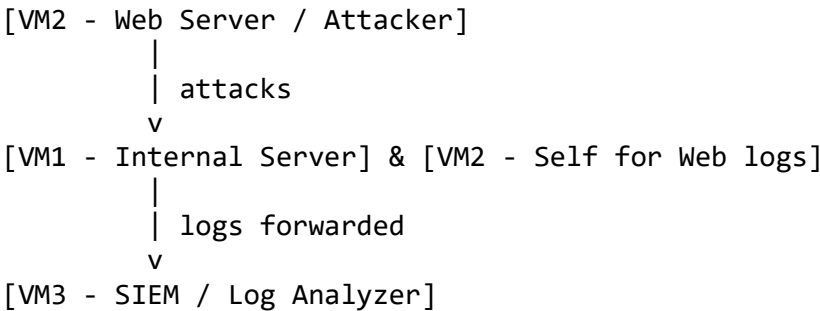 [VM2 - Web Server / Attacker]
|
| attacks
v
[VM1 - Internal Server] & [VM2 - Self for Web logs]
|
| logs forwarded
v
[VM3 - SIEM / Log Analyzer]